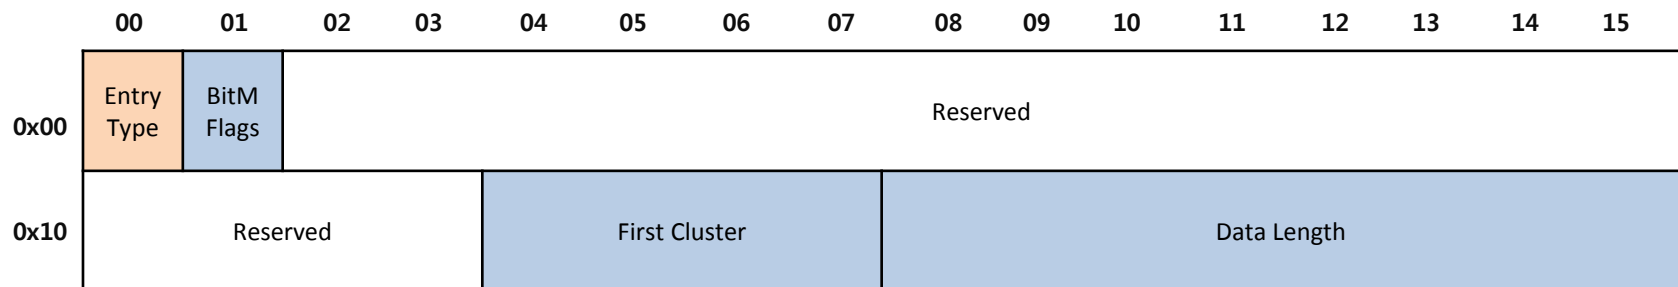 00 01 02 03 04 05 06 07 08 09 10 11 12 13 14 15
0x00
Entry
Type
BitM
Flags
Reserved
0x10
Reserved
First Cluster
Data Length